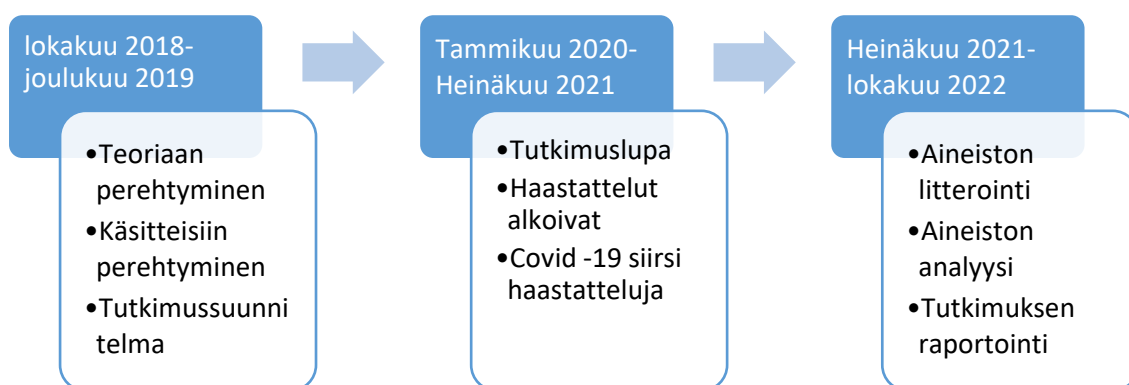 lokakuu 2018-
joulukuu 2019
•Teoriaan
perehtyminen
•Käsitteisiin
perehtyminen
•Tutkimussuunni
telma
Tammikuu 2020-
Heinäkuu 2021
•Tutkimuslupa
•Haastattelut
alkoivat
•Covid -19 siirsi
haastatteluja
Heinäkuu 2021-
lokakuu 2022
•Aineiston
litterointi
•Aineiston
analyysi
•Tutkimuksen
raportointi